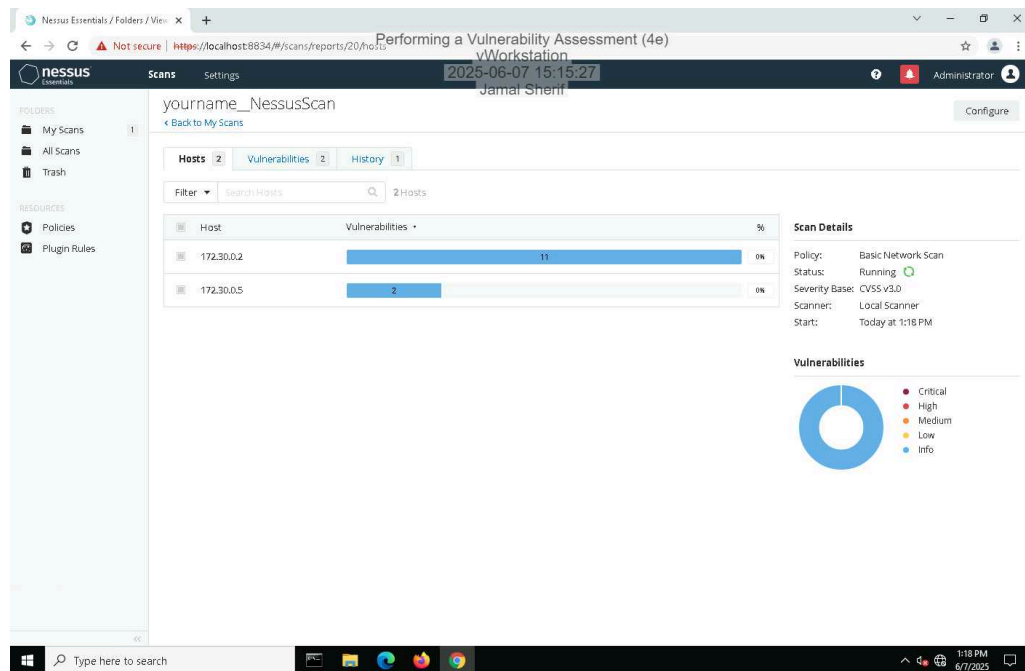 Nessus Essentials / Folders / View
Not secure | https://localhost:8834/#/scans/reports/20/hosts
Performing a Vulnerability Assessment (4e)
vWorkstation
2025-06-07 15:15:27
Jamal Sherif
nessus
Essentials
Scans Settings
Administrator
FOLDERS
My Scans 1
All Scans
Trash
RESOURCES
Policies
Plugin Rules
yourname__NessusScan
< Back to My Scans
Configure
Hosts 2 Vulnerabilities 2 History 1
Filter Search Hosts 2 Hosts
Host Vulnerabilities %
172.30.0.2 11 0%
172.30.0.5 2 0%
Scan Details
Policy: Basic Network Scan
Status: Running
Severity Base: CVSS v3.0
Scanner: Local Scanner
Start: Today at 1:18 PM
Vulnerabilities
Critical
High
Medium
Low
Info
Type here to search
1:18 PM
6/7/2025